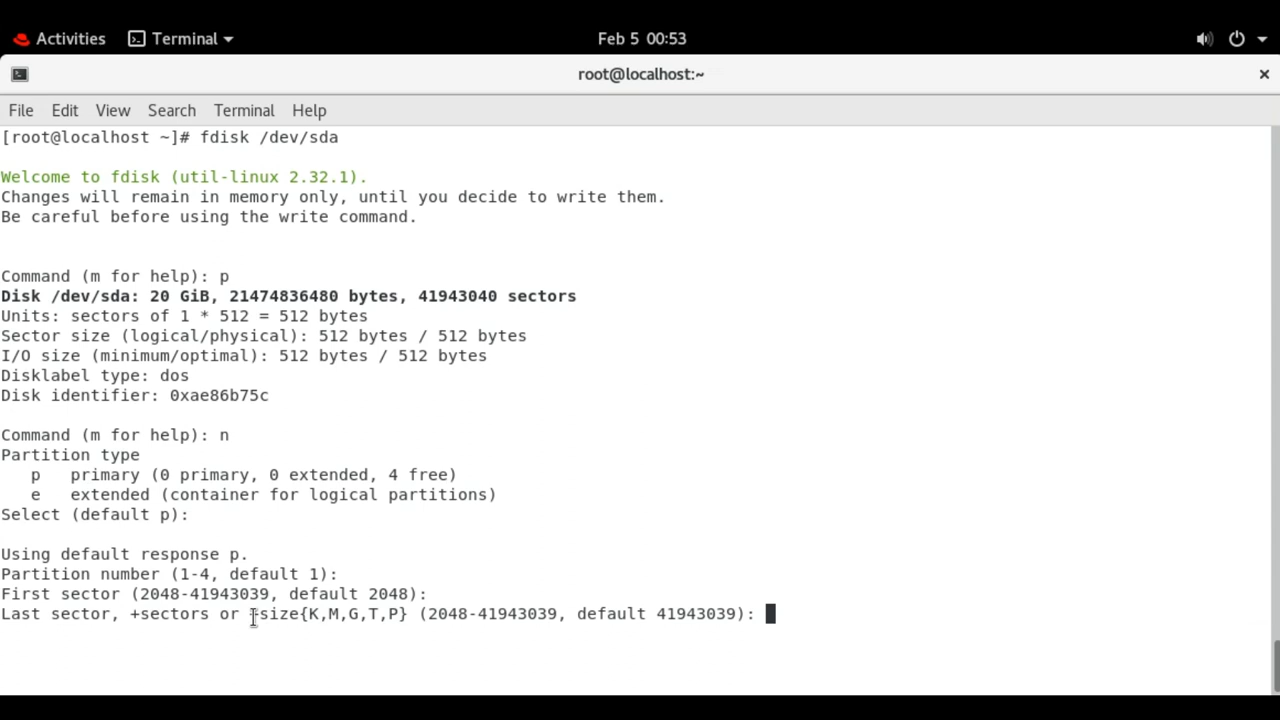 Activities Terminal Feb 5 00:53
root@localhost:~ ×
File Edit View Search Terminal Help
[root@localhost ~]# fdisk /dev/sda
Welcome to fdisk (util-linux 2.32.1).
Changes will remain in memory only, until you decide to write them.
Be careful before using the write command.
Command (m for help): p
Disk /dev/sda: 20 GiB, 21474836480 bytes, 41943040 sectors
Units: sectors of 1 * 512 = 512 bytes
Sector size (logical/physical): 512 bytes / 512 bytes
I/O size (minimum/optimal): 512 bytes / 512 bytes
Disklabel type: dos
Disk identifier: 0xae86b75c
Command (m for help): n
Partition type
p primary (0 primary, 0 extended, 4 free)
e extended (container for logical partitions)
Select (default p):
Using default response p.
Partition number (1-4, default 1):
First sector (2048-41943039, default 2048):
Last sector, +sectors or +size{K,M,G,T,P} (2048-41943039, default 41943039):